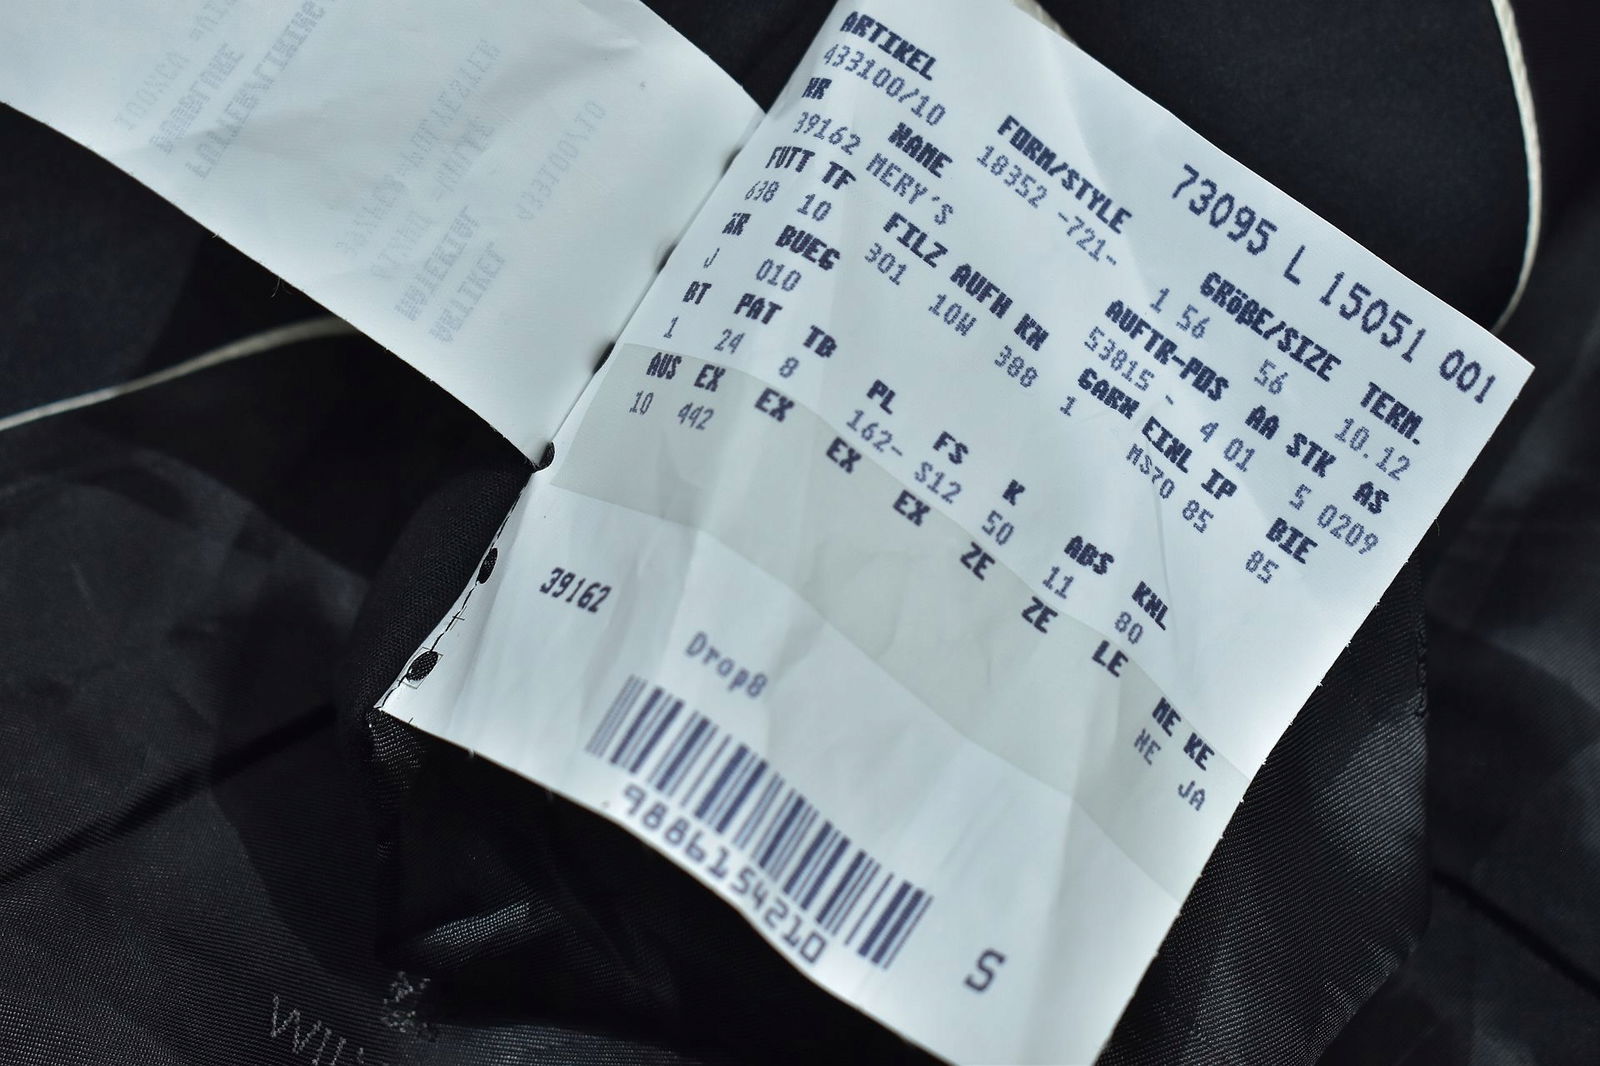 73095 L 15051 001
ARTIKEL FORM/STYLE GRÖßE/SIZE TERM.
433100/10 18352 -721- 1 56 56 10.12
NR NAME AUFTR-POS AA STK AS
39162 MERY'S 53815 - 4 01 5 0209
FUTT TF FILZ AUFH KH GARN EINL IP BIE
638 10 301 10W 388 1 MS70 85 85
ÄR BUEG
J 010
BT PAT TB PL FS K ABS KNL
1 24 8 162- S12 50 11 80
AUS EX EX EX EX ZE ZE LE NE KE
10 442 NE JA
39162
Drop8
9886154210
S